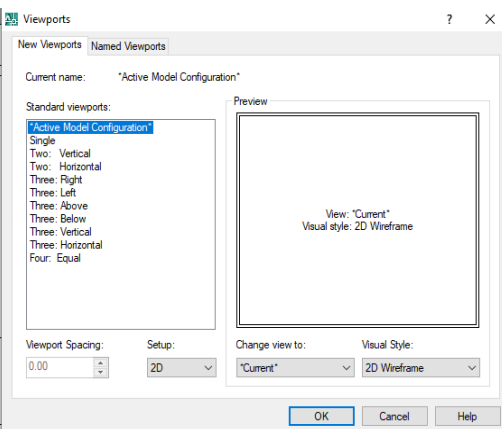 Viewports
?
New Viewports
Named Viewports
Current name: *Active Model Configuration*
Standard viewports:
*Active Model Configuration*
Single
Two: Vertical
Two: Horizontal
Three: Right
Three: Left
Three: Above
Three: Below
Three: Vertical
Three: Horizontal
Four: Equal
Preview
View: *Current*
Visual style: 2D Wireframe
Viewport Spacing:
0.00
Setup:
2D
Change view to:
*Current*
Visual Style:
2D Wireframe
OK
Cancel
Help